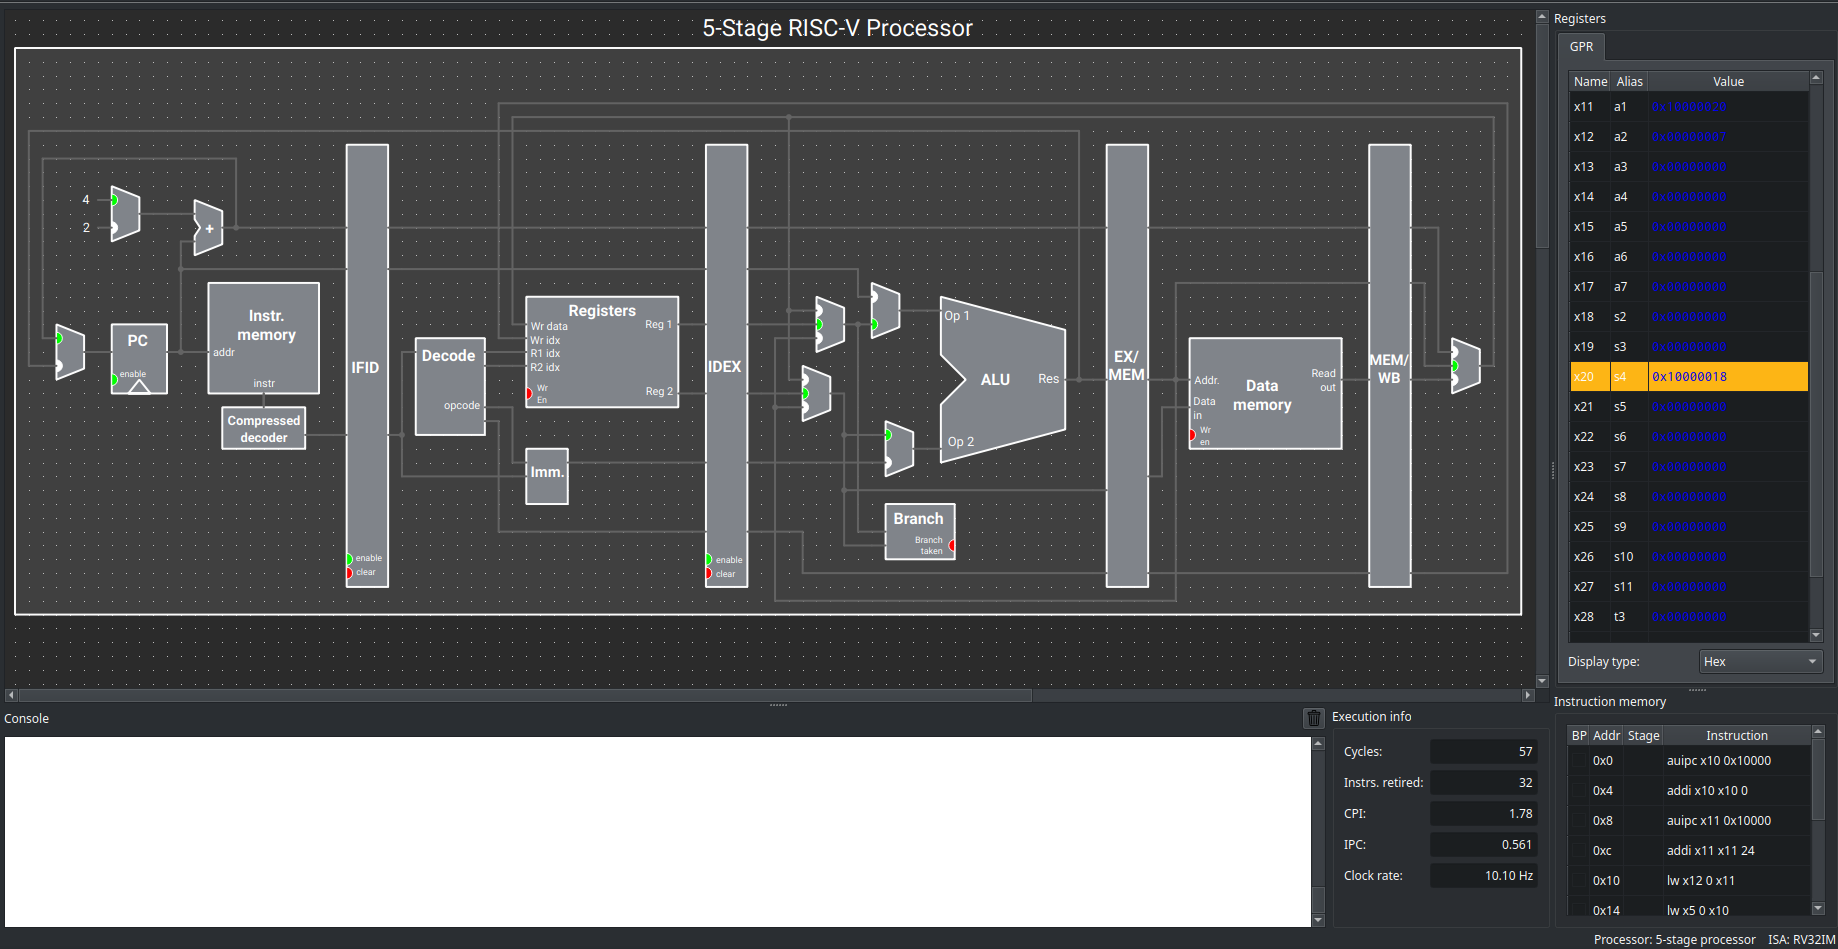 5-Stage RISC-V Processor
4
2
+
PC
enable
Instr.
memory
addr
instr
Compressed
decoder
IFID
enable
clear
Decode
opcode
Registers
Wr data
Wr idx
R1 idx
R2 idx
Wr
En
Reg 1
Reg 2
Imm.
IDEX
enable
clear
Op 1
ALU
Res
Op 2
Branch
Branch
taken
EX/
MEM
Addr.
Data
in
Wr
en
Data
memory
Read
out
MEM/
WB
Registers
GPR
Name Alias Value
x11 a1
x12 a2 0x00000007
x13 a3 0x00000000
x14 a4 0x00000000
x15 a5 0x00000000
x16 a6 0x00000000
x17 a7 0x00000000
x18 s2 0x00000000
x19 s3 0x00000000
x20 s4 0x10000018
x21 s5 0x00000000
x22 s6 0x00000000
x23 s7 0x00000000
x24 s8 0x00000000
x25 s9 0x00000000
x26 s10 0x00000000
x27 s11 0x00000000
x28 t3 0x00000000
Display type: Hex
Console
Execution info
Cycles: 57
Instrs. retired: 32
CPI: 1.78
IPC: 0.561
Clock rate: 10.10 Hz
Instruction memory
BP Addr Stage Instruction
0x0 auipc x10 0x10000
0x4 addi x10 x10 0
0x8 auipc x11 0x10000
0xc addi x11 x11 24
0x10 lw x12 0 x11
0x14 lw x5 0 x10
Processor: 5-stage processor ISA: RV32IM